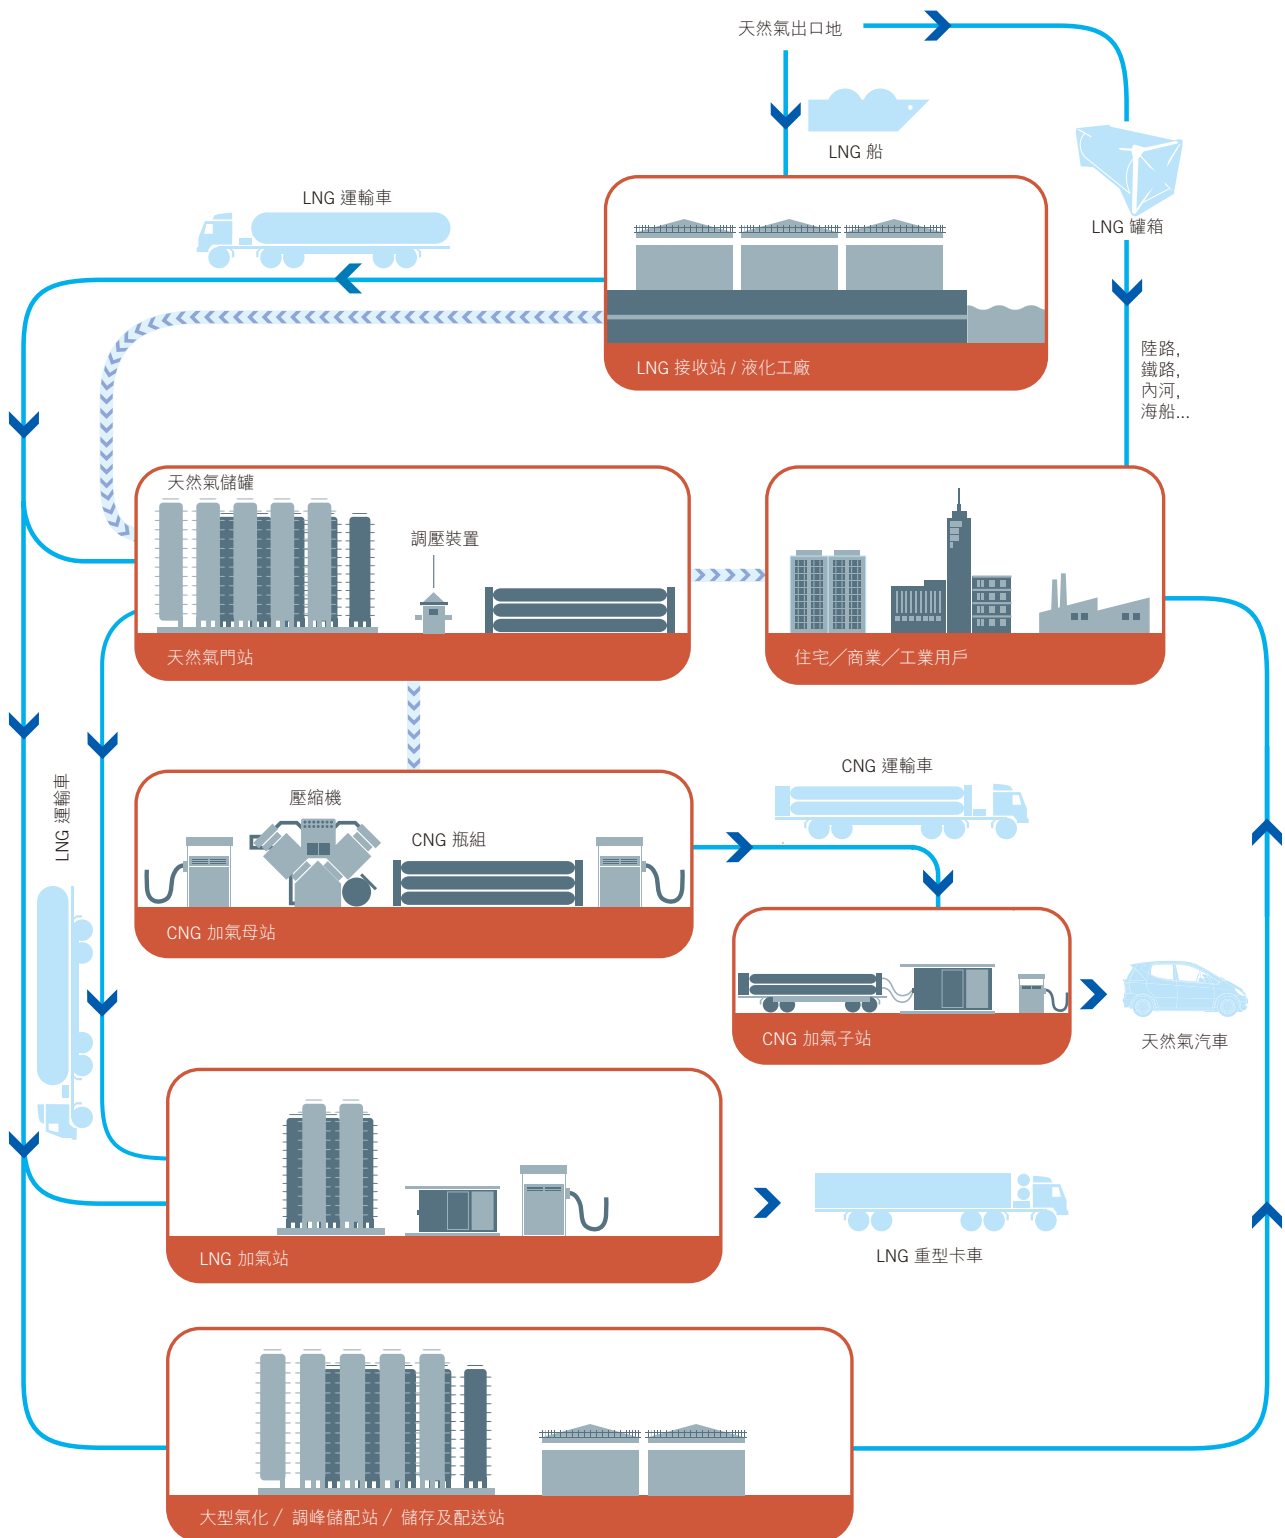 天然氣出口地
LNG 船
LNG 運輸車
LNG 罐箱
LNG 接收站 / 液化工廠
陸路,
鐵路,
內河,
海船...
天然氣儲罐
調壓裝置
天然氣門站
住宅／商業／工業用戶
LNG 運輸車
壓縮機
CNG 瓶組
CNG 加氣母站
CNG 運輸車
CNG 加氣子站
天然氣汽車
LNG 加氣站
LNG 重型卡車
大型氣化 / 調峰儲配站 / 儲存及配送站